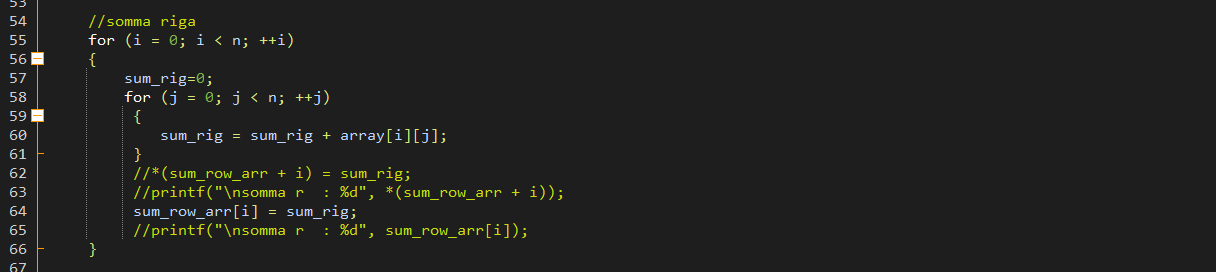 53
54 //somma riga
55 for (i = 0; i < n; ++i)
56 {
57 sum_rig=0;
58 for (j = 0; j < n; ++j)
59 {
60 sum_rig = sum_rig + array[i][j];
61 }
62 //*(sum_row_arr + i) = sum_rig;
63 //printf("\nsomma r  : %d", *(sum_row_arr + i));
64 sum_row_arr[i] = sum_rig;
65 //printf("\nsomma r  : %d", sum_row_arr[i]);
66 }
67